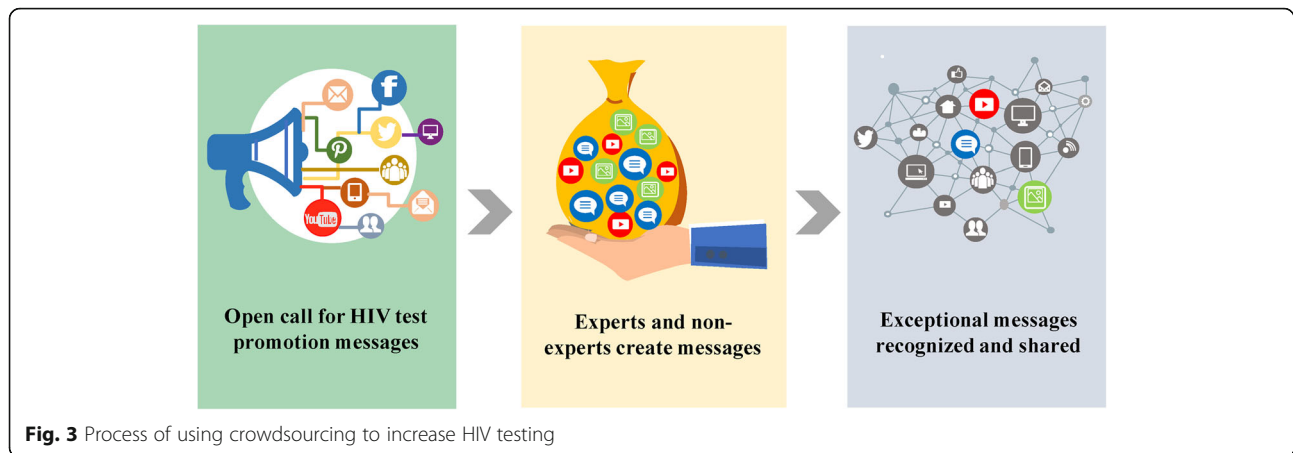 f
YouTube
Open call for HIV test
promotion messages
Experts and non-
experts create messages
Exceptional messages
recognized and shared
Fig. 3 Process of using crowdsourcing to increase HIV testing